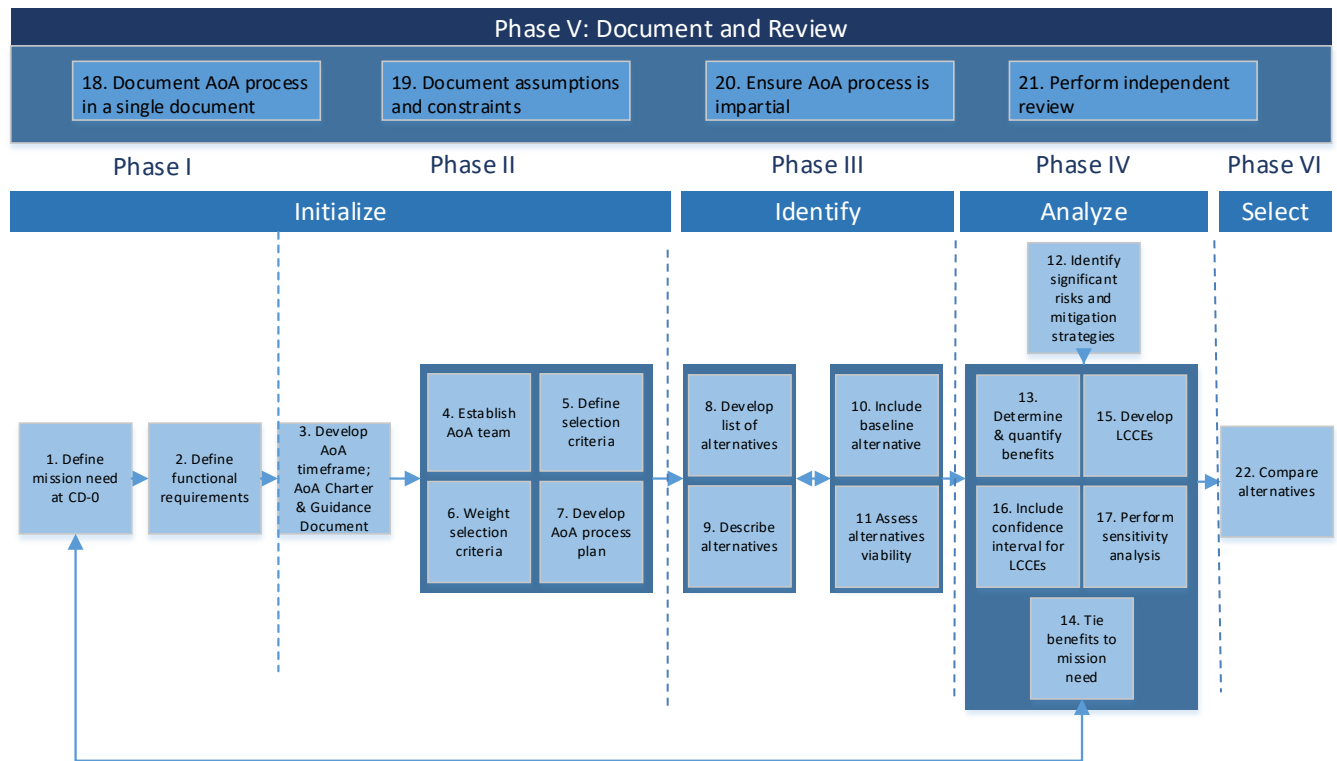 Phase V: Document and Review
18. Document AoA process
in a single document
19. Document assumptions
and constraints
20. Ensure AoA process is
impartial
21. Perform independent
review
Phase I
Phase II
Phase III
Phase IV
Phase VI
Initialize
Identify
Analyze
Select
1. Define
mission need
at CD-0
2. Define
functional
requirements
3. Develop
AoA
timeframe;
AoA Charter
& Guidance
Document
4. Establish
AoA team
5. Define
selection
criteria
6. Weight
selection
criteria
7. Develop
AoA process
plan
8. Develop
list of
alternatives
9. Describe
alternatives
10. Include
baseline
alternative
11 Assess
alternatives
viability
12. Identify
significant
risks and
mitigation
strategies
13.
Determine
& quantify
benefits
15. Develop
LCCEs
16. Include
confidence
interval for
LCCEs
17. Perform
sensitivity
analysis
14. Tie
benefits to
mission
need
22. Compare
alternatives